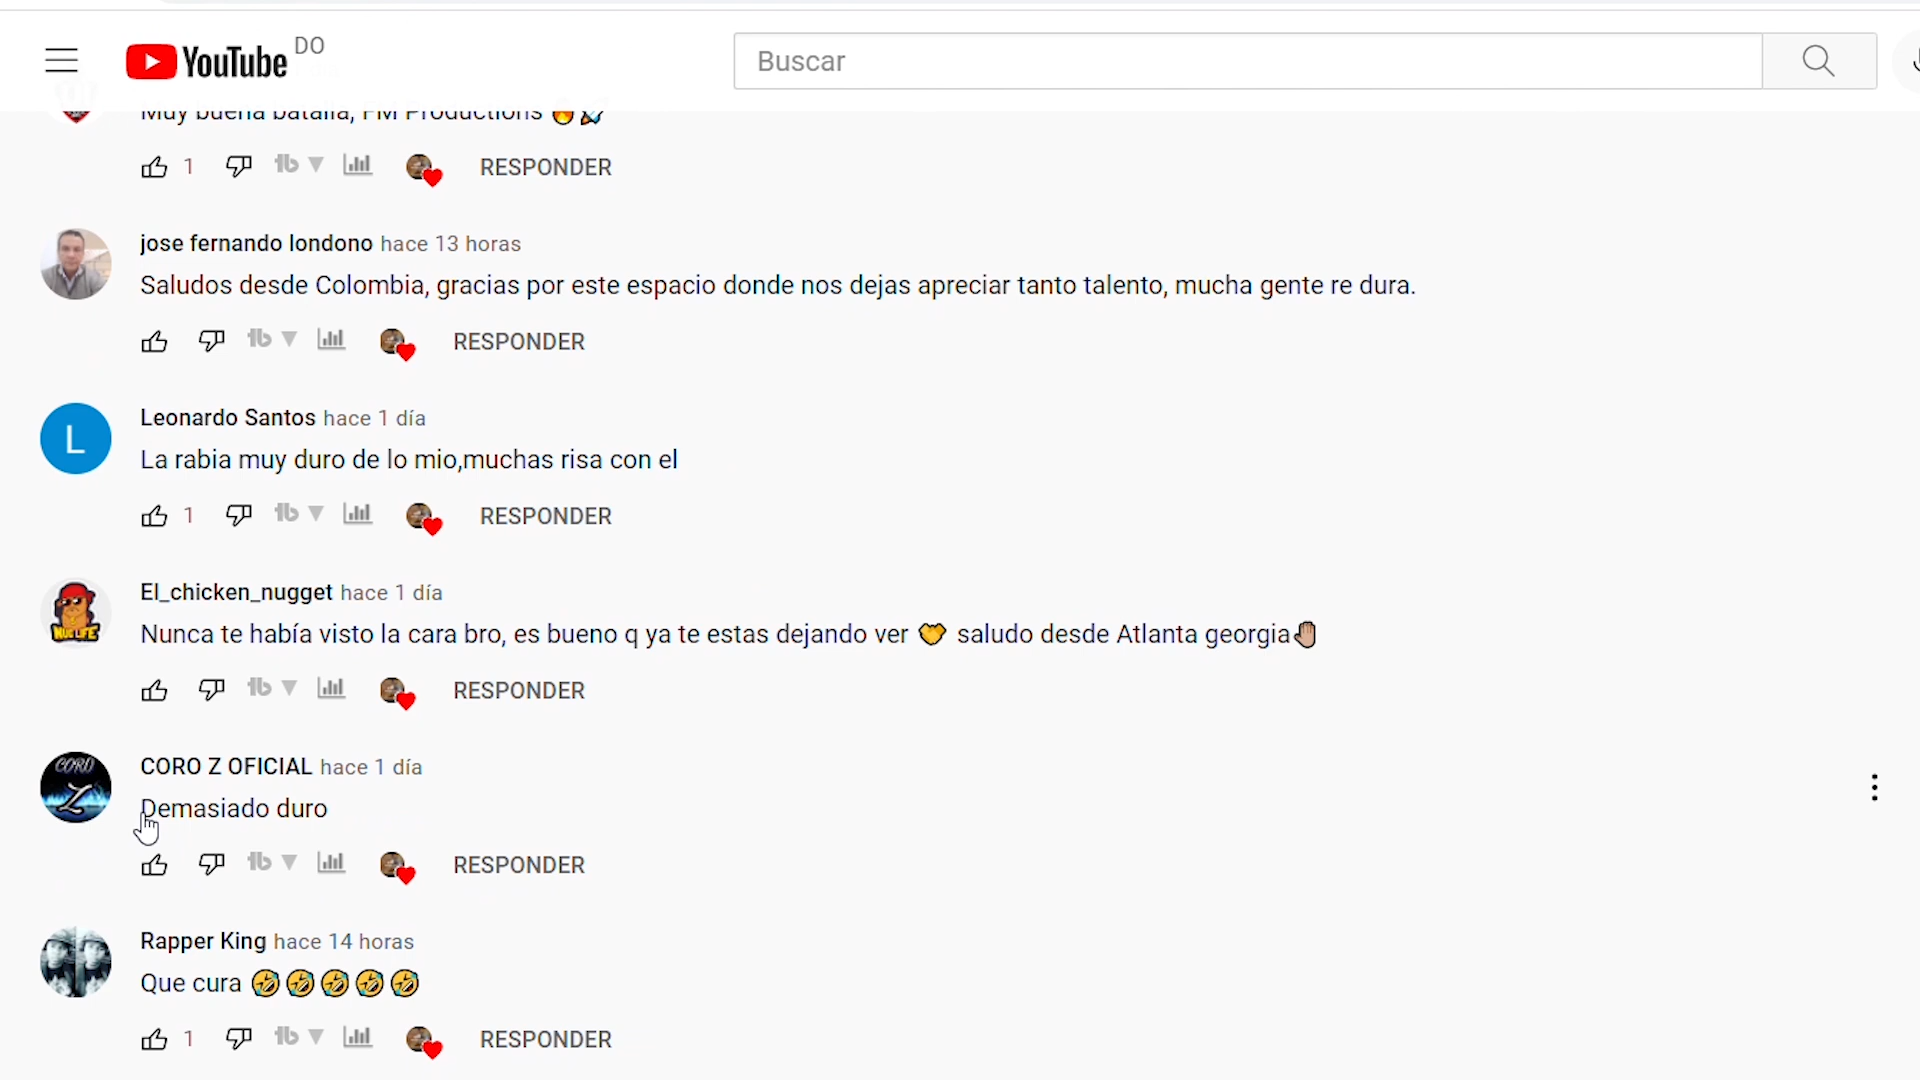 YouTube DO
Buscar
Muy buena batalla, FM Productions 🔥
1 RESPONDER
jose fernando londono hace 13 horas
Saludos desde Colombia, gracias por este espacio donde nos dejas apreciar tanto talento, mucha gente re dura.
RESPONDER
L
Leonardo Santos hace 1 día
La rabia muy duro de lo mio,muchas risa con el
1 RESPONDER
NUG LIFE
El_chicken_nugget hace 1 día
Nunca te había visto la cara bro, es bueno q ya te estas dejando ver saludo desde Atlanta georgia🤚🏽
RESPONDER
CORO
Z
CORO Z OFICIAL hace 1 día
Demasiado duro
RESPONDER
Rapper King hace 14 horas
Que cura 🤣🤣🤣🤣🤣
1 RESPONDER